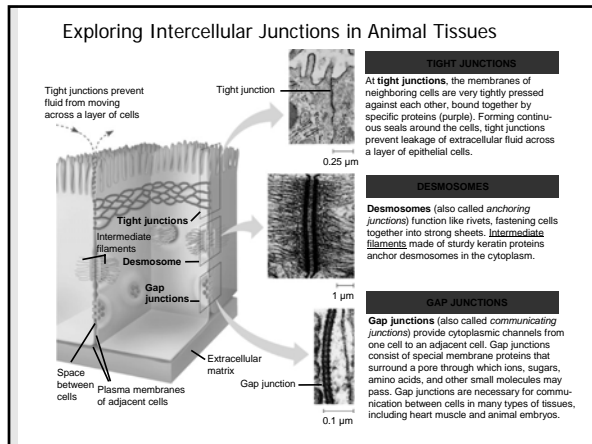 Exploring Intercellular Junctions in Animal Tissues
Tight junctions prevent
fluid from moving
across a layer of cells
Tight junction
0.25 µm
Tight junctions
Intermediate
filaments
Desmosome
Gap
junctions
1 µm
Extracellular
matrix
Space
between
cells
Plasma membranes
of adjacent cells
Gap junction
0.1 µm
TIGHT JUNCTIONS
At tight junctions, the membranes of
neighboring cells are very tightly pressed
against each other, bound together by
specific proteins (purple). Forming continu-
ous seals around the cells, tight junctions
prevent leakage of extracellular fluid across
a layer of epithelial cells.
DESMOSOMES
Desmosomes (also called anchoring
junctions) function like rivets, fastening cells
together into strong sheets. Intermediate
filaments made of sturdy keratin proteins
anchor desmosomes in the cytoplasm.
GAP JUNCTIONS
Gap junctions (also called communicating
junctions) provide cytoplasmic channels from
one cell to an adjacent cell. Gap junctions
consist of special membrane proteins that
surround a pore through which ions, sugars,
amino acids, and other small molecules may
pass. Gap junctions are necessary for commu-
nication between cells in many types of tissues,
including heart muscle and animal embryos.